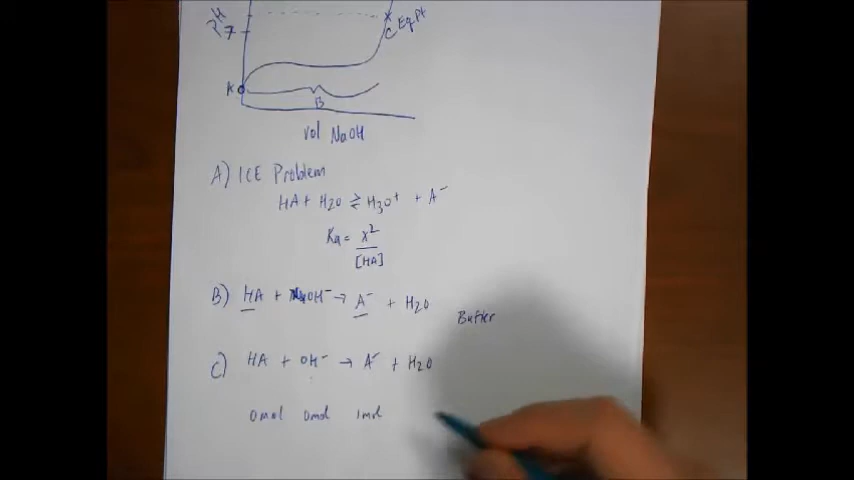 pH
7
C Eq Pt
A
B
vol NaOH
A) ICE Problem
HA + H2O ⇌ H3O+ + A-
Ka = x²
[HA]
B) HA + OH- → A- + H2O
Buffer
C) HA + OH- → A- + H2O
0mol 0mol 1mol